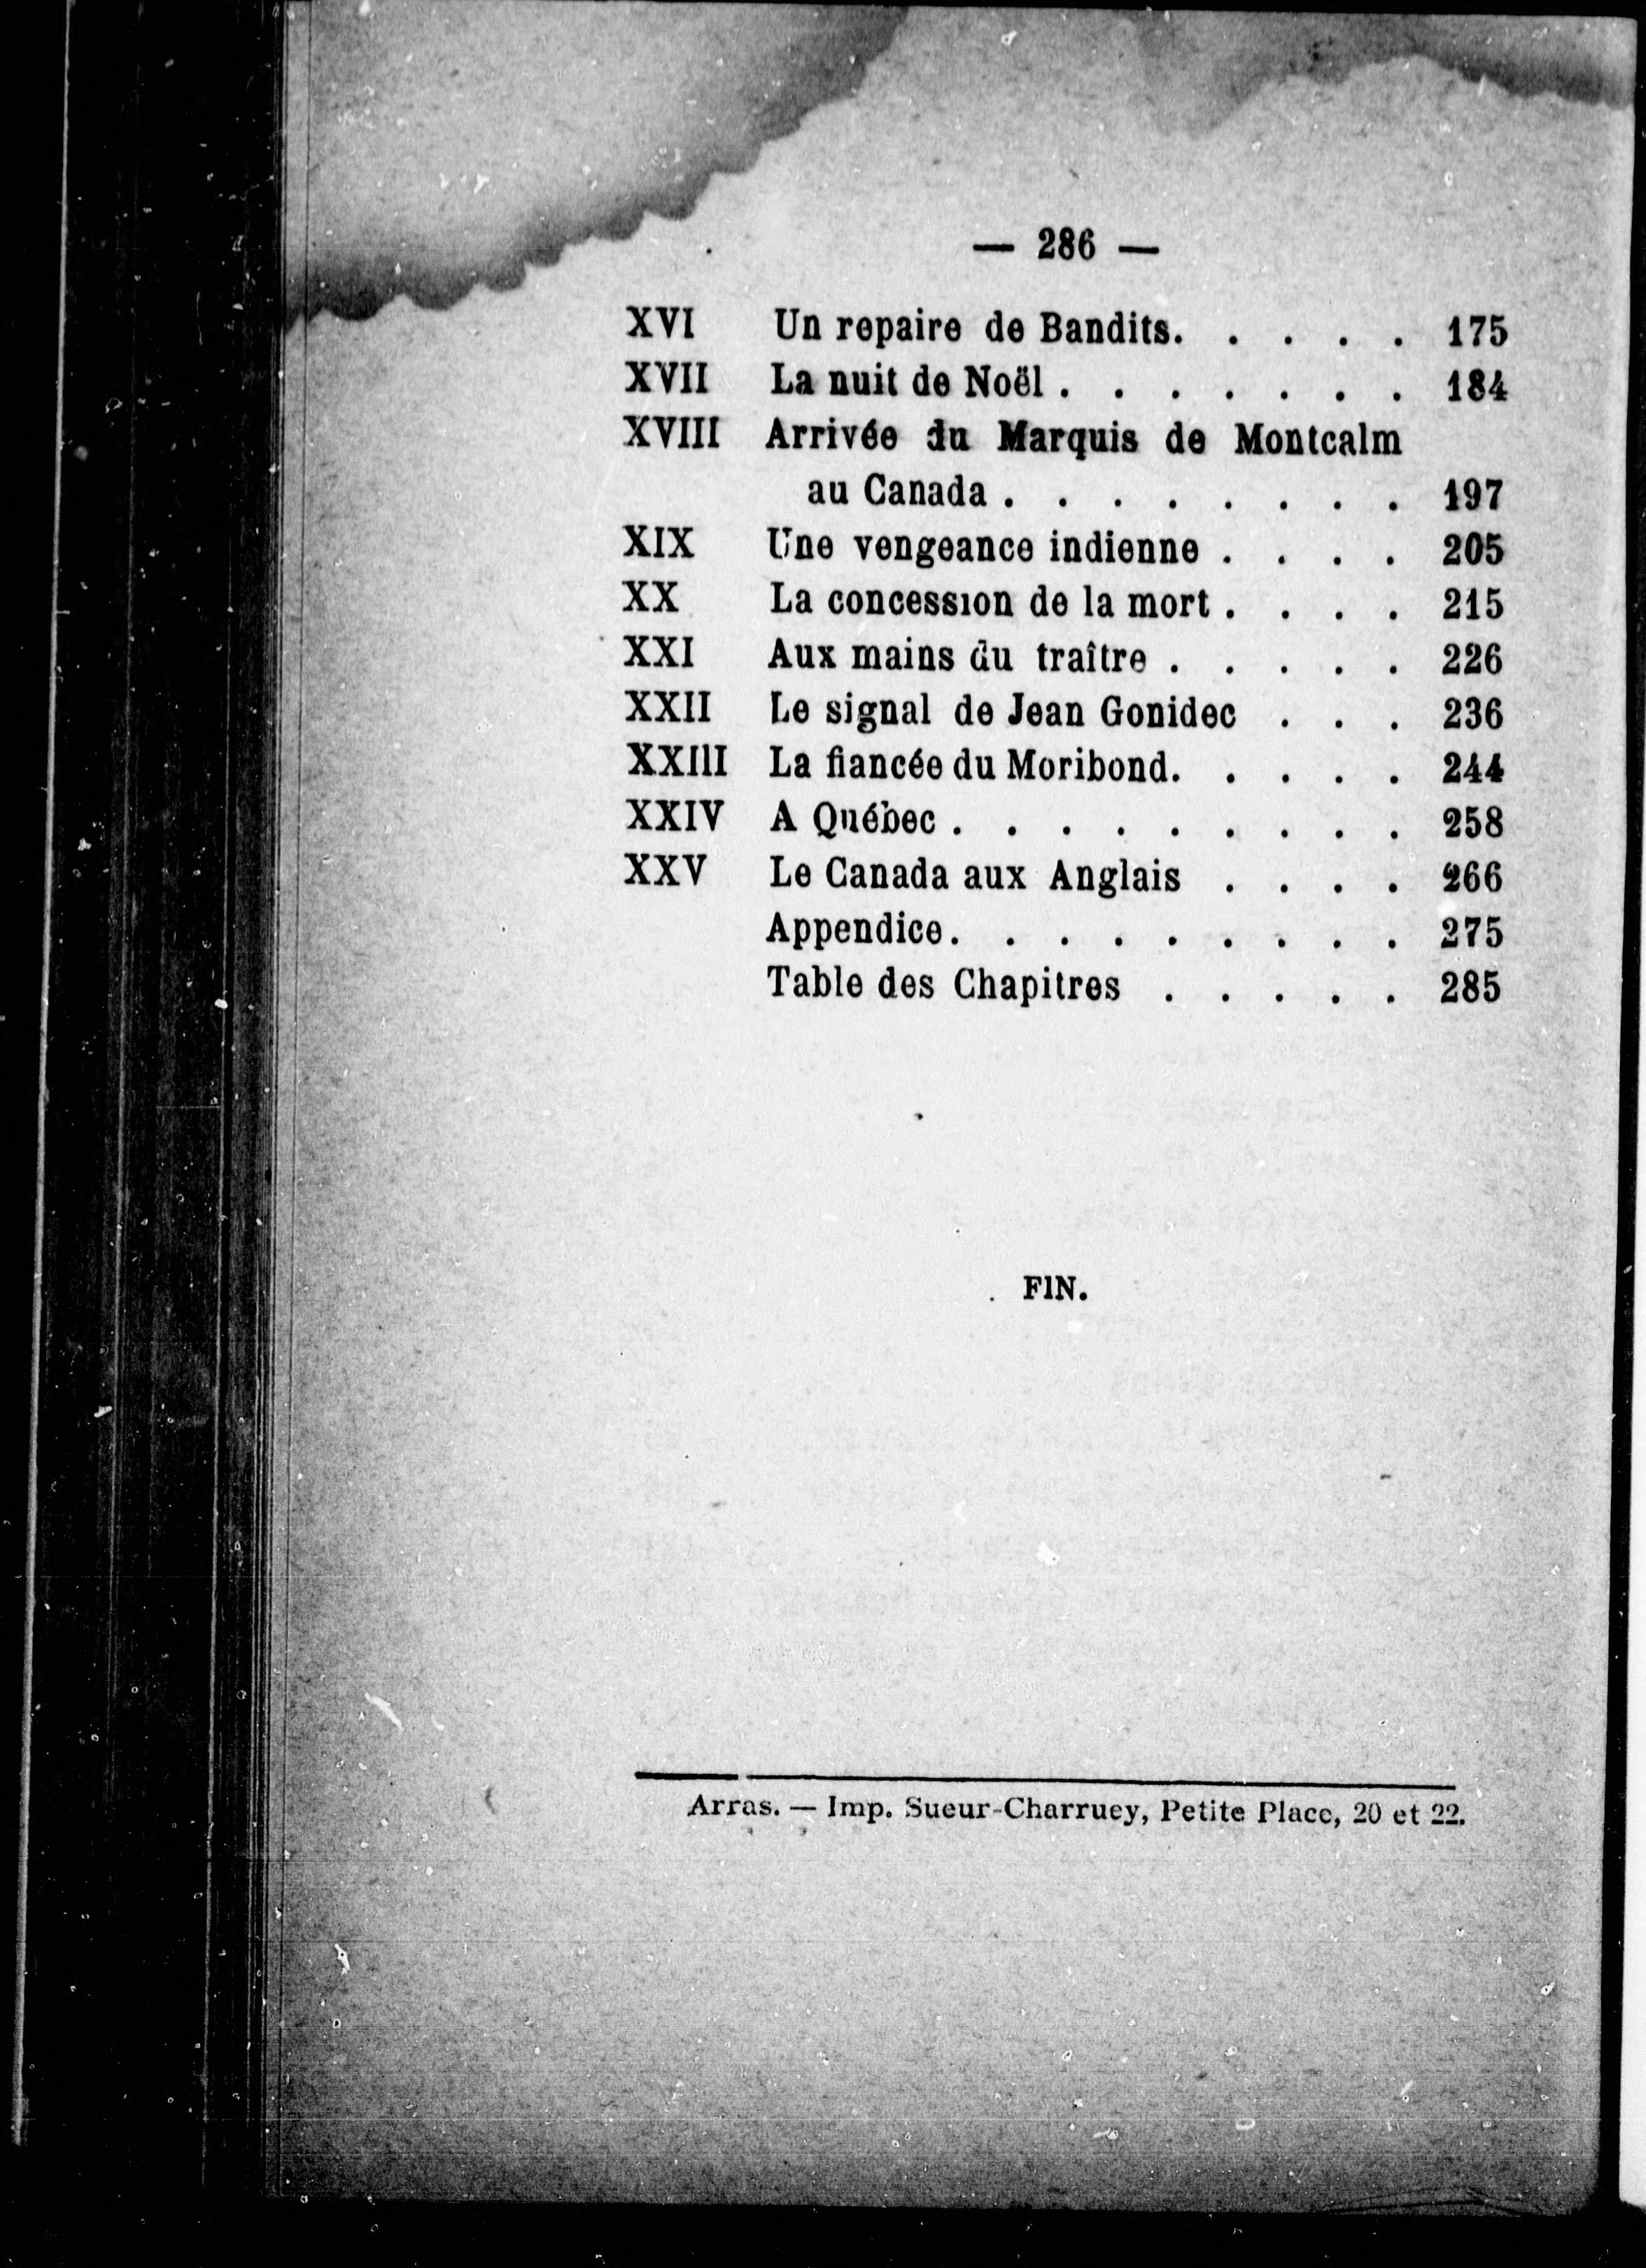 — 286 —
XVI Un repaire de Bandits. . . . . 175
XVII La nuit de Noël . . . . . . . 184
XVIII Arrivée du Marquis de Montcalm
au Canada . . . . . . . . 197
XIX Une vengeance indienne . . . . 205
XX La concession de la mort . . . . 215
XXI Aux mains du traître . . . . . 226
XXII Le signal de Jean Gonidec . . . 236
XXIII La fiancée du Moribond. . . . . 244
XXIV A Québec . . . . . . . . . 258
XXV Le Canada aux Anglais . . . . 266
Appendice. . . . . . . . . 275
Table des Chapitres . . . . . 285
FIN.
Arras. — Imp. Sueur-Charruey, Petite Place, 20 et 22.